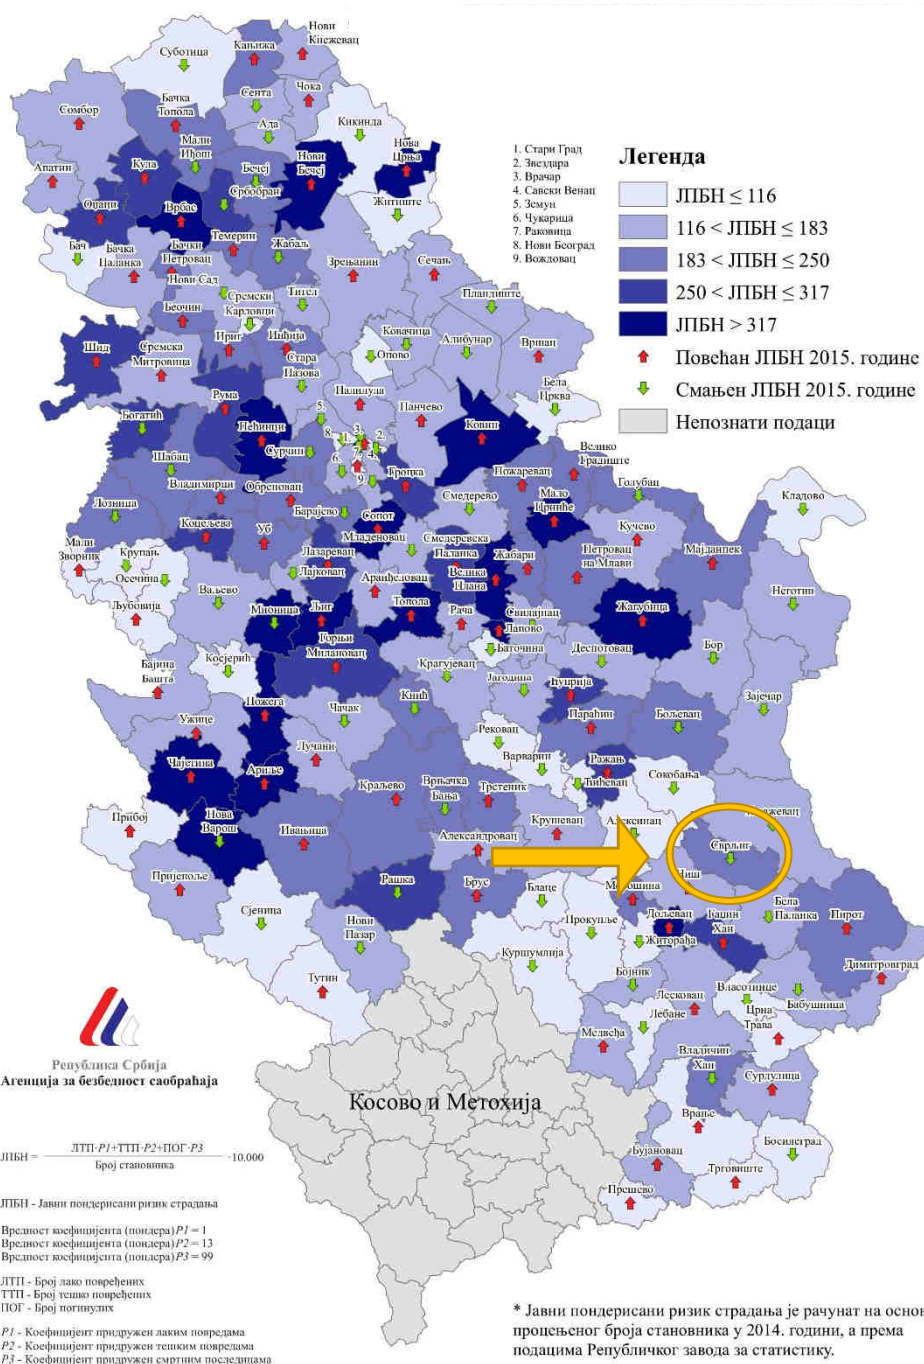 Нови
Кнежевац
Кањижа
Суботица
Чока
Сента
Бачка
Топола
Сомбор
Ада
Кикинда
Мали
Иђош
Нова
Црња
Апатин
Кула
Бечеј
Нови
Бечеј
Србобран
Житиште
Оџаци
Врбас
Темерин
Жабаљ
Бач
Бачка
Паланка
Бачки
Петровац
Зрењанин
Сечањ
Нови Сад
Сремски
Карловци
Тител
Пландиште
Беочин
Ириг
Инђија
Ковачица
Опово
Алибунар
Вршац
Шид
Сремска
Митровица
Стара
Пазова
Бела
Црква
Рума
Палилула
Панчево
Богатић
Пећинци
5.
8.
1.
3.
2.
7.
4.
6.
9.
Ковин
Сурчин
Шабац
Владимирци
Обреновац
Гроцка
Пожаревац
Велико
Градиште
Голубац
Кладово
Лозница
Барајево
Сопот
Смедерево
Мало
Црниће
Коцељева
Уб
Младеновац
Смедеревска
Паланка
Кучево
Мали
Зворник
Крупањ
Осечина
Лазаревац
Лајковац
Велика
Плана
Жабари
Петровац
на Млави
Мајданпек
Љубовија
Ваљево
Аранђеловац
Мионица
Љиг
Топола
Рача
Свилајнац
Лапово
Жагубица
Неготин
Горњи
Милановац
Баточина
Деспотовац
Бор
Бајина
Башта
Косјерић
Крагујевац
Јагодина
Ћуприја
Зајечар
Пожега
Чачак
Кнић
Параћин
Бољевац
Ужице
Рековац
Лучани
Варварин
Ражањ
Чајетина
Ариље
Краљево
Врњачка
Бања
Трстеник
Ћићевац
Сокобања
Прибој
Нова
Варош
Ивањица
Александровац
Крушевац
Алексинац
Сврљиг
Пријепоље
Рашка
Брус
Блаце
Ниш
Сјеница
Нови
Пазар
Прокупље
Дољевац
Житорађа
Гаџин
Хан
Бела
Паланка
Пирот
Тутин
Куршумлија
Бојник
Димитровград
Лесковац
Власотинце
Бабушница
Лебане
Црна
Трава
Медвеђа
Владичин
Хан
Сурдулица
Врање
Бујановац
Босилеград
Трговиште
Прешево
Косово и Метохија
1. Стари Град
2. Звездара
3. Врачар
4. Савски Венац
5. Земун
6. Чукарица
7. Раковица
8. Нови Београд
9. Вождовац
Легенда
ЈПБН ≤ 116
116 < ЈПБН ≤ 183
183 < ЈПБН ≤ 250
250 < ЈПБН ≤ 317
ЈПБН > 317
Повећан ЈПБН 2015. године
Смањен ЈПБН 2015. године
Непознати подаци
Република Србија
Агенција за безбедност саобраћаја
ЈПБН = ЛТП·P1+ТТП·P2+ПОГ·P3
Број становника
·10.000
ЈПБН - Јавни пондерисани ризик страдања
Вредност коефицијента (пондера) P1 = 1
Вредност коефицијента (пондера) P2 = 13
Вредност коефицијента (пондера) P3 = 99
ЛТП - Број лако повређених
ТТП - Број тешко повређених
ПОГ - Број погинулих
P1 - Коефицијент придружен лаким повредама
P2 - Коефицијент придружен тешким повредама
P3 - Коефицијент придружен смртним последицама
* Јавни пондерисани ризик страдања је рачунат на основ
процењеног броја становника у 2014. години, а према
подацима Републичког завода за статистику.